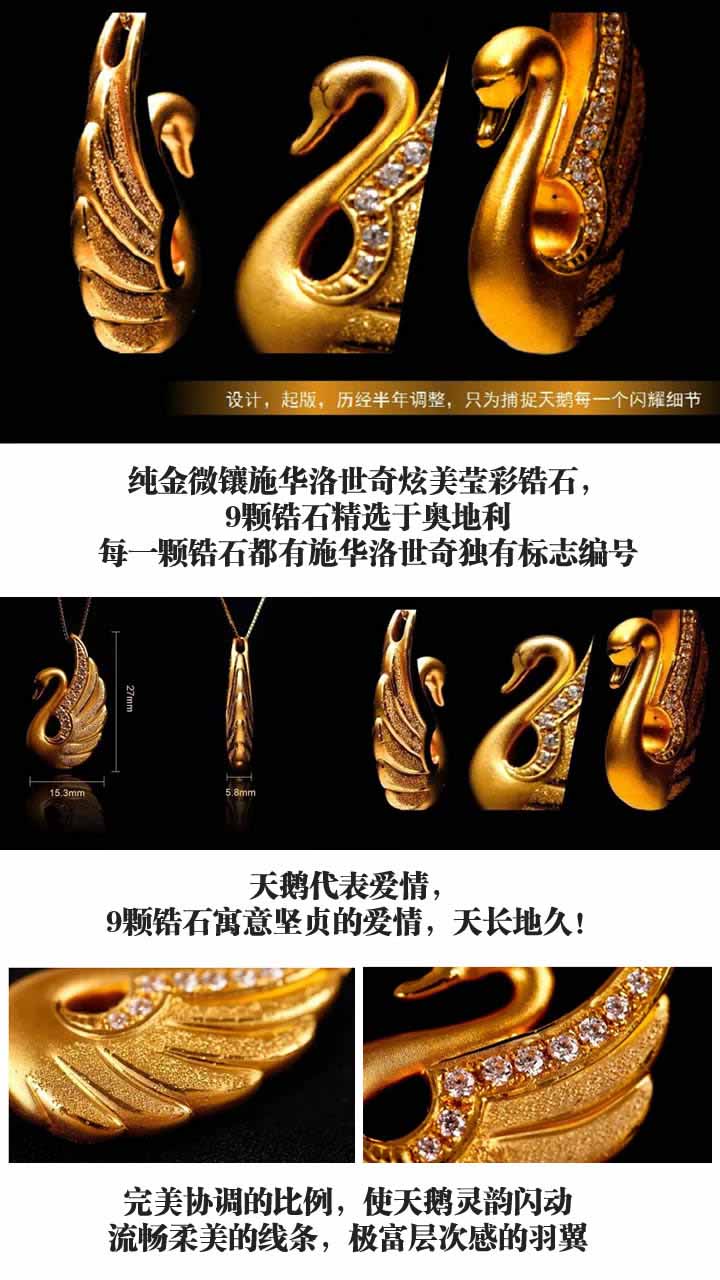 设计，起版，历经半年调整，只为捕捉天鹅每一个闪耀细节
纯金微镶施华洛世奇炫美莹彩锆石，
9颗锆石精选于奥地利
每一颗锆石都有施华洛世奇独有标志编号
27mm
15.3mm
5.8mm
天鹅代表爱情，
9颗锆石寓意坚贞的爱情，天长地久！
完美协调的比例，使天鹅灵韵闪动
流畅柔美的线条，极富层次感的羽翼